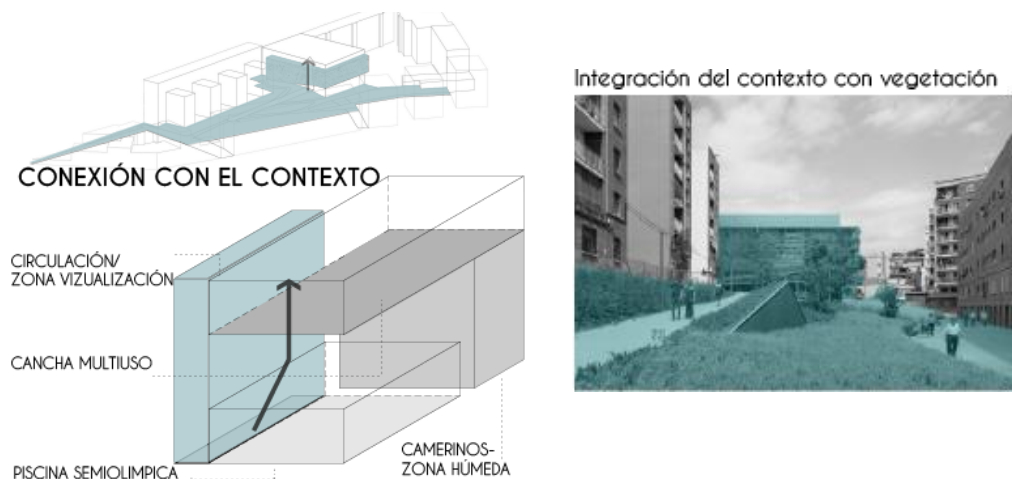 CONEXIÓN CON EL CONTEXTO
CIRCULACIÓN/
ZONA VIZUALIZACIÓN
CANCHA MULTIUSO
PISCINA SEMIOLIMPICA
CAMERINOS-
ZONA HÚMEDA
Integración del contexto con vegetación